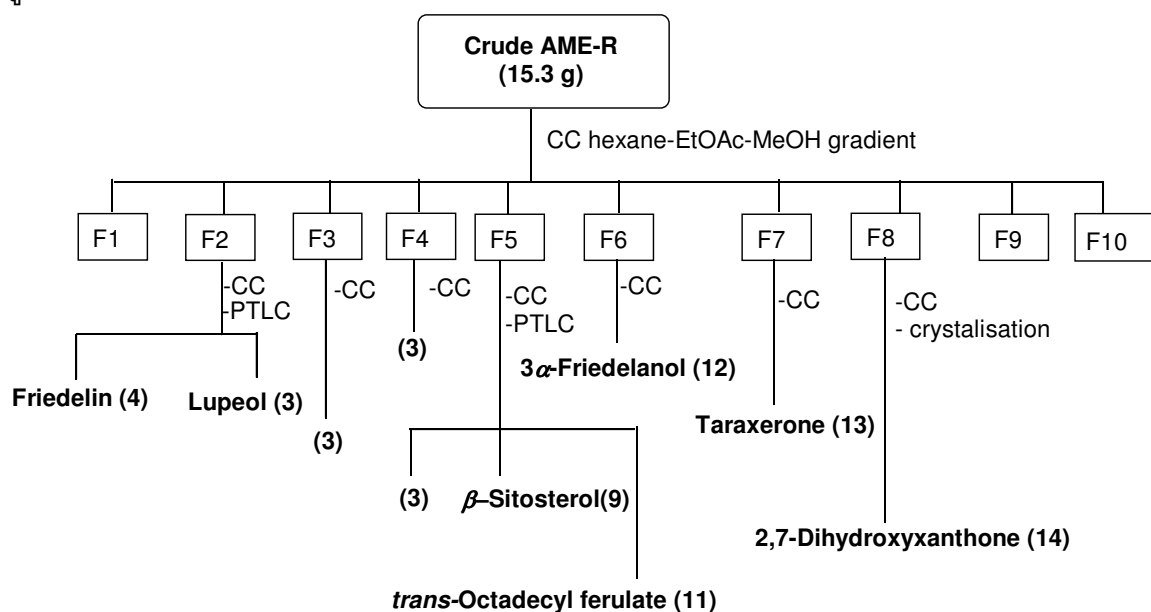 Crude AME-R
(15.3 g)
CC hexane-EtOAc-MeOH gradient
F1
F2
F3
F4
F5
F6
F7
F8
F9
F10
-CC
-PTLC
-CC
-CC
-CC
-PTLC
-CC
-CC
-CC
- crystalisation
Friedelin (4)
Lupeol (3)
(3)
(3)
(3)
β–Sitosterol(9)
trans-Octadecyl ferulate (11)
3α-Friedelanol (12)
Taraxerone (13)
2,7-Dihydroxyxanthone (14)